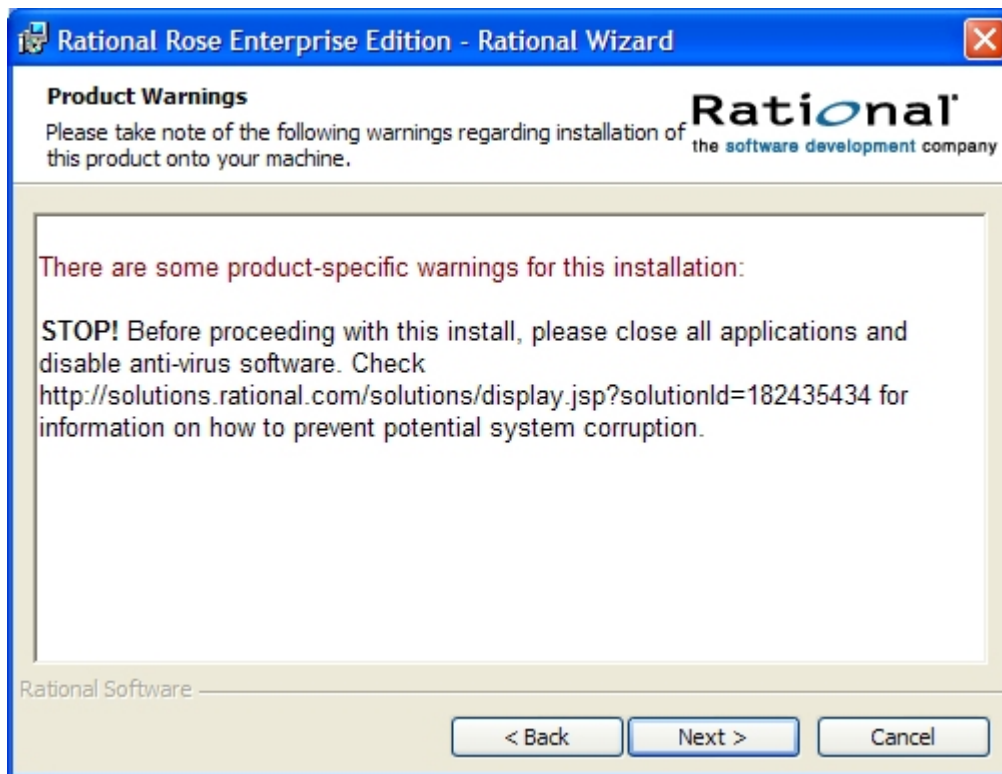 Rational Rose Enterprise Edition - Rational Wizard
Product Warnings
Please take note of the following warnings regarding installation of
this product onto your machine.
Rational
the software development company
There are some product-specific warnings for this installation:
STOP! Before proceeding with this install, please close all applications and
disable anti-virus software. Check
http://solutions.rational.com/solutions/display.jsp?solutionId=182435434 for
information on how to prevent potential system corruption.
Rational Software
< Back
Next >
Cancel